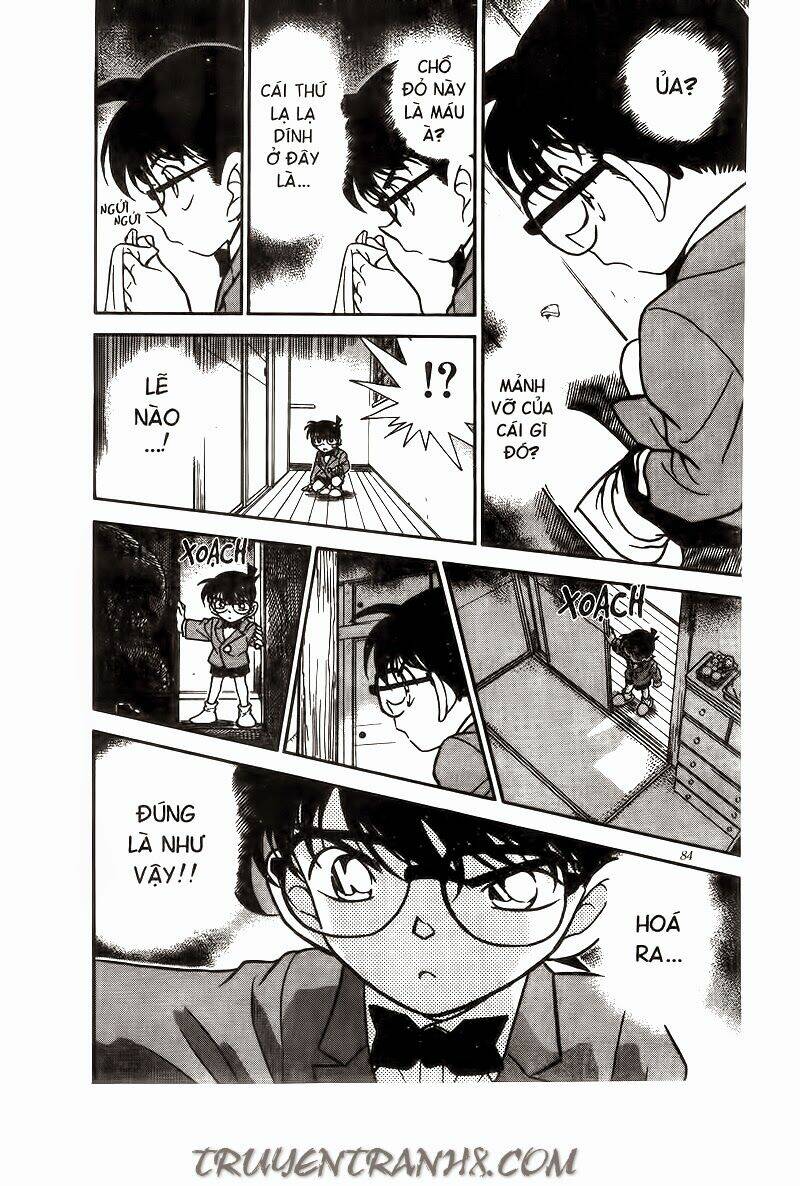 ỦA?
MẢNH
VỠ CỦA
CÁI GÌ
ĐÓ?
CHỖ
ĐỎ NÀY
LÀ MÁU
À?
CÁI THỨ
LẠ LẠ
DÍNH
Ở ĐÂY
LÀ...
NGỬI
NGỬI
!?
LẼ
NÀO
...!
XOẠCH
XOẠCH
84
ĐÚNG
LÀ NHƯ
VẬY!!
HOÁ
RA...
TRUYENTRANH8.COM